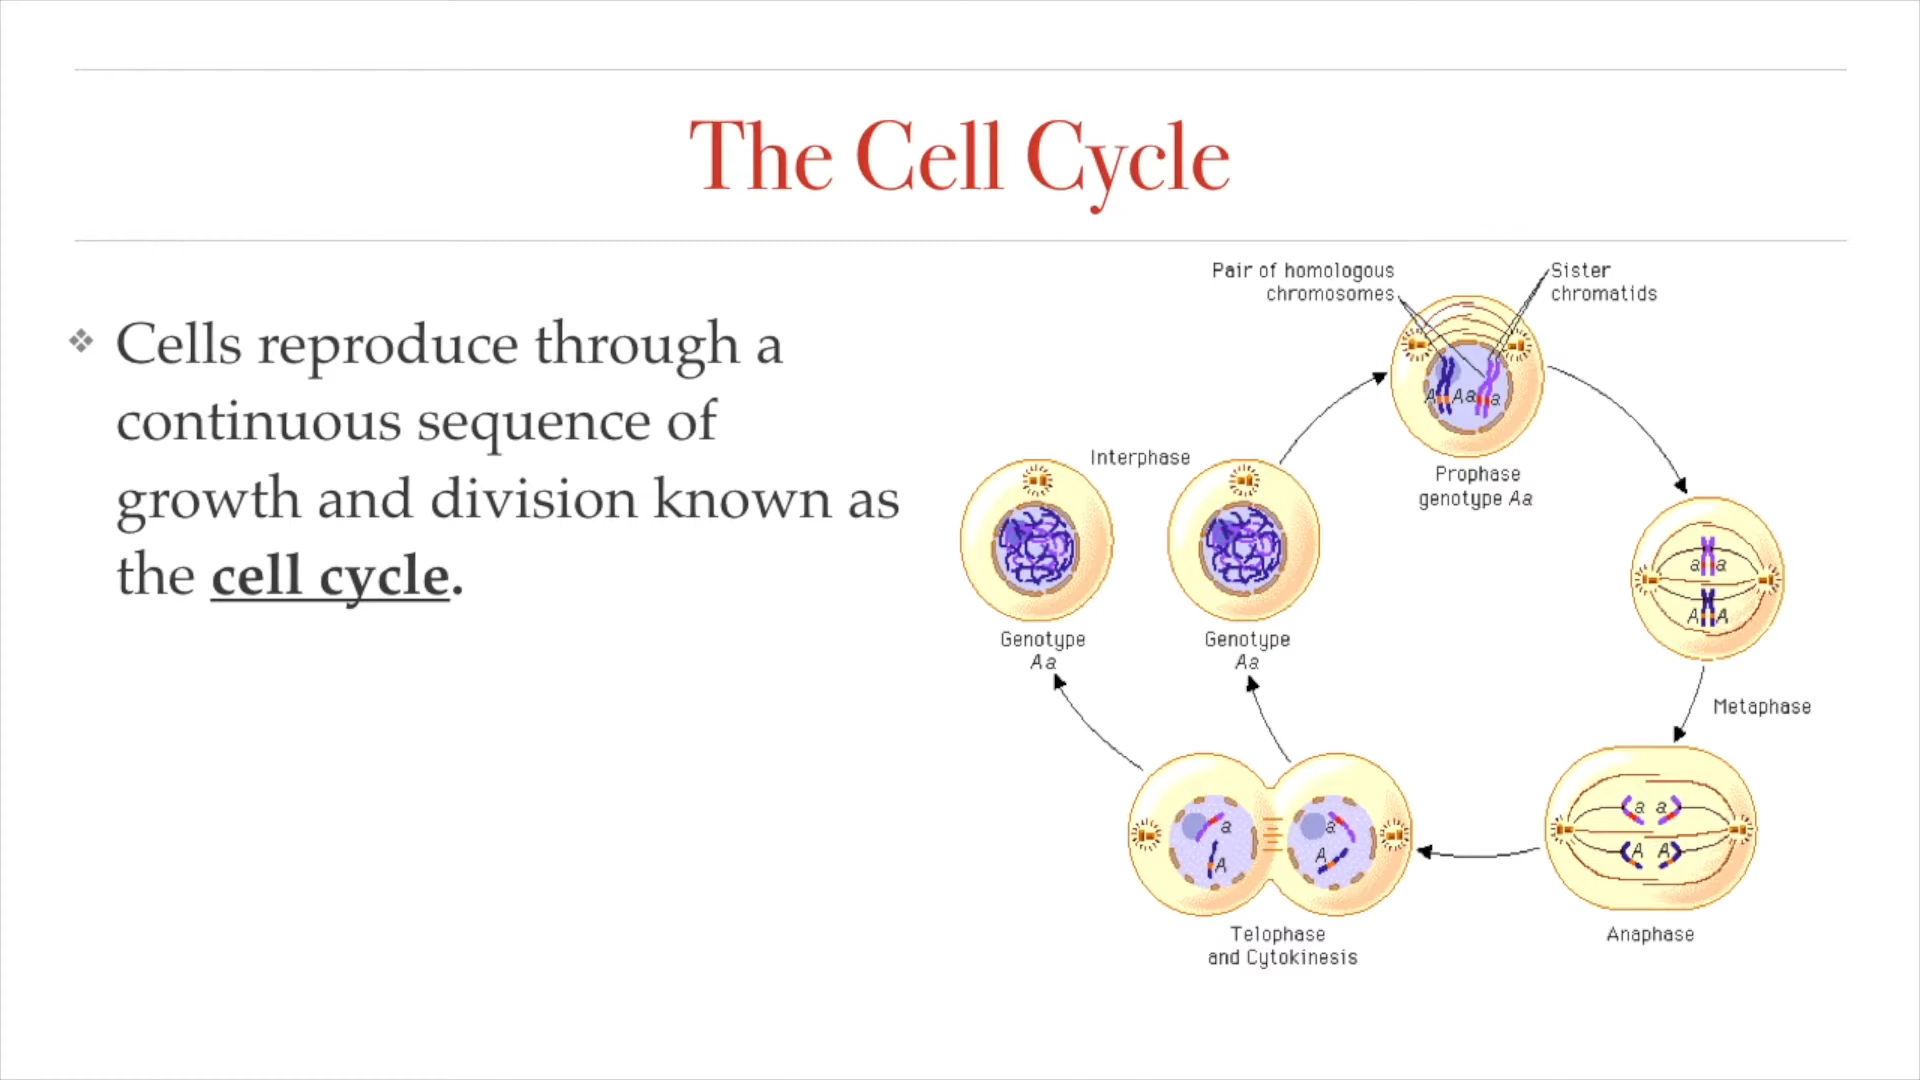 The Cell Cycle
Cells reproduce through a
continuous sequence of
growth and division known as
the cell cycle.
Pair of homologous
chromosomes
Sister
chromatids
A Aa a
Prophase
genotype Aa
Interphase
Genotype
Aa
Genotype
Aa
a a
A A
Metaphase
a a
A A
Anaphase
a
A
a
A
Telophase
and Cytokinesis